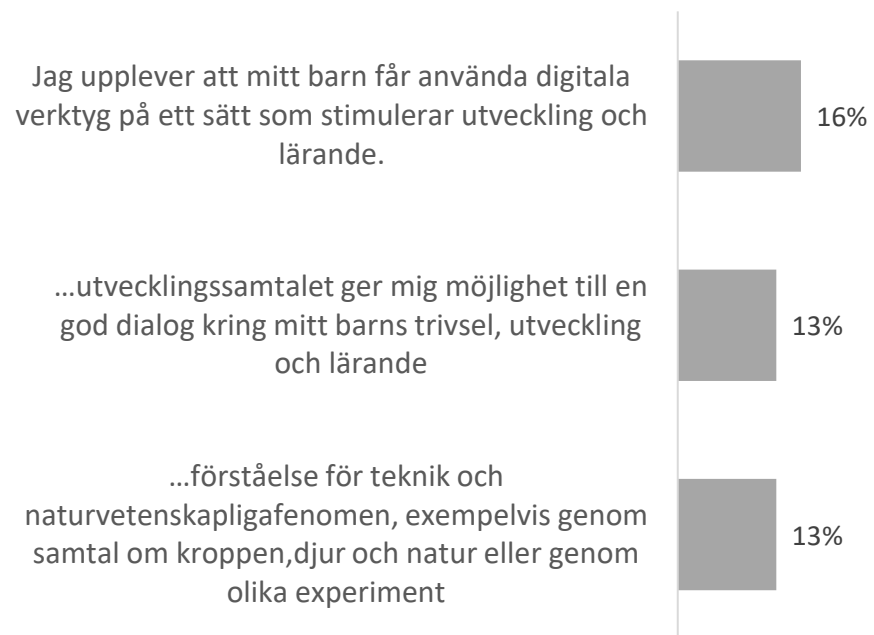 Jag upplever att mitt barn får använda digitala
verktyg på ett sätt som stimulerar utveckling och
lärande.
16%
...utvecklingssamtalet ger mig möjlighet till en
god dialog kring mitt barns trivsel, utveckling
och lärande
13%
...förståelse för teknik och
naturvetenskapligafenomen, exempelvis genom
samtal om kroppen,djur och natur eller genom
olika experiment
13%